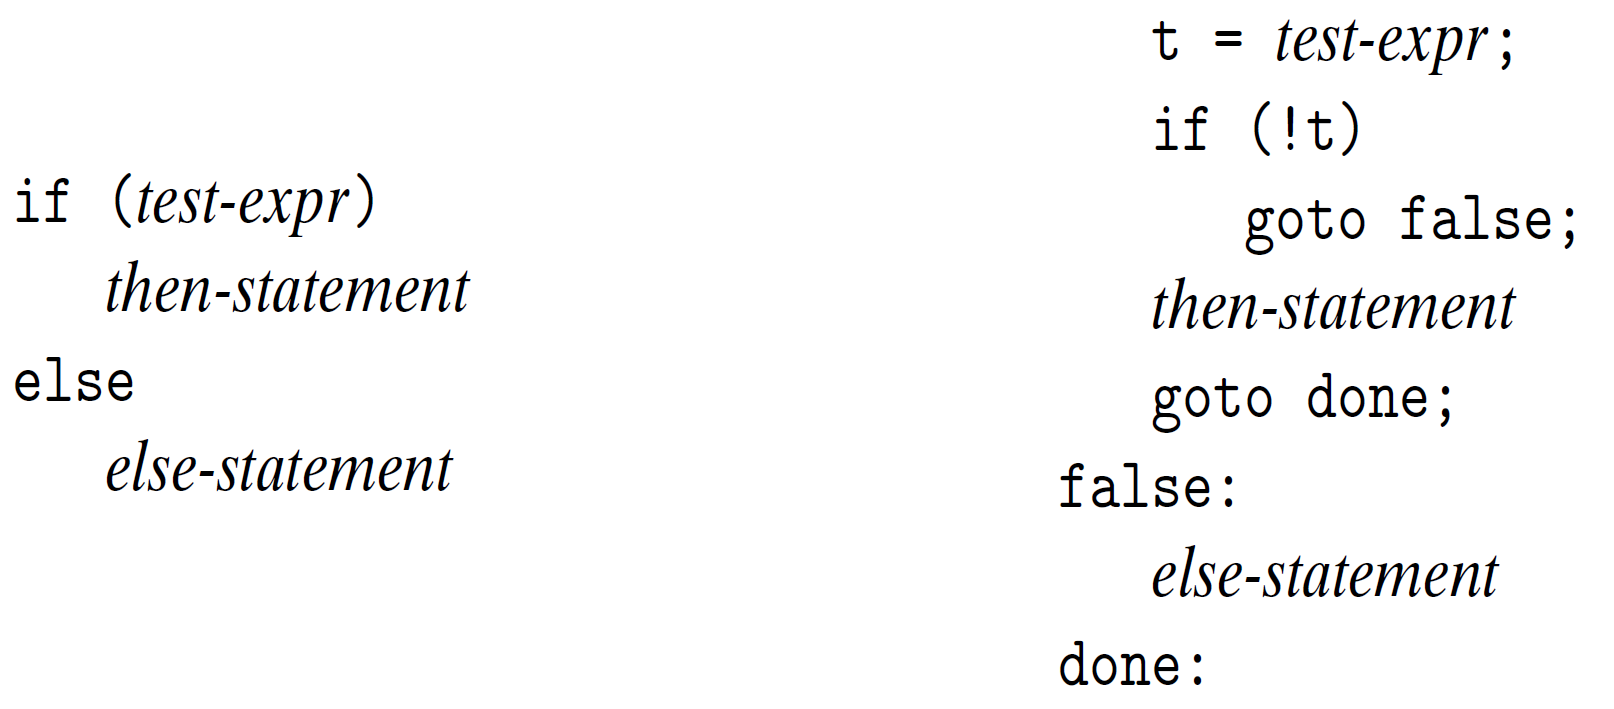 if (test-expr)
then-statement
else
else-statement
t = test-expr;
if (!t)
goto false;
then-statement
goto done;
false:
else-statement
done: